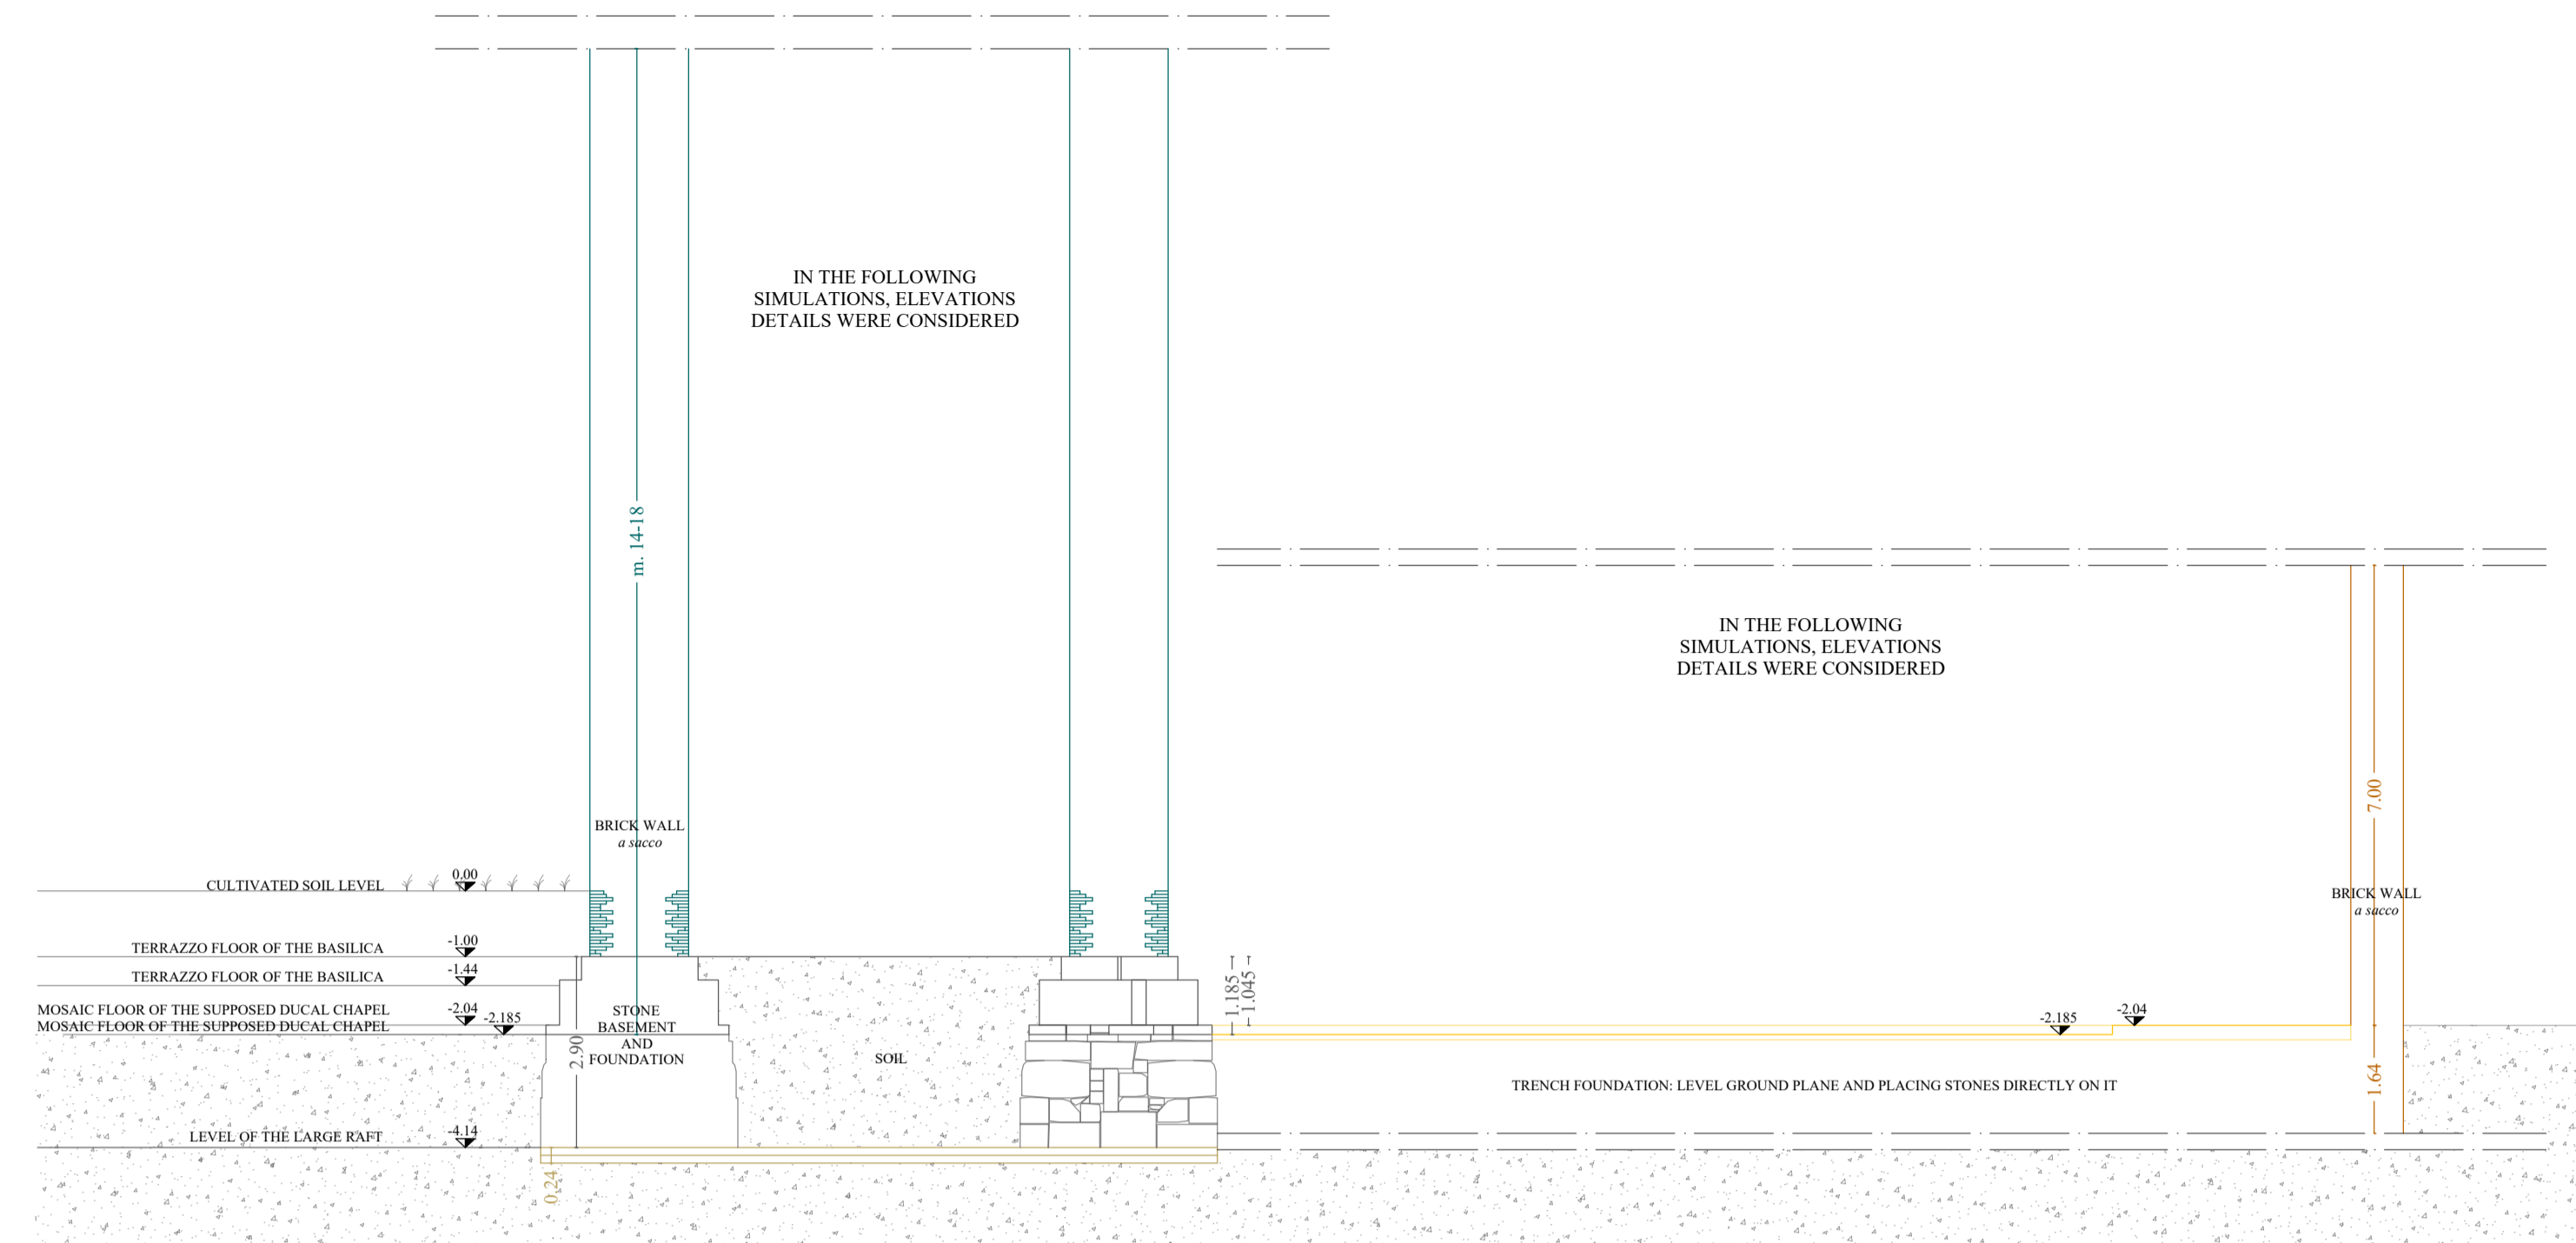 IN THE FOLLOWING
SIMULATIONS, ELEVATIONS
DETAILS WERE CONSIDERED
m. 14-18
IN THE FOLLOWING
SIMULATIONS, ELEVATIONS
DETAILS WERE CONSIDERED
7.00
BRICK WALL
a sacco
BRICK WALL
a sacco
CULTIVATED SOIL LEVEL
0.00
TERRAZZO FLOOR OF THE BASILICA
-1.00
TERRAZZO FLOOR OF THE BASILICA
-1.44
MOSAIC FLOOR OF THE SUPPOSED DUCAL CHAPEL
-2.04
MOSAIC FLOOR OF THE SUPPOSED DUCAL CHAPEL
-2.185
STONE
BASEMENT
AND
FOUNDATION
2.90
SOIL
1.185
1.045
-2.185
-2.04
TRENCH FOUNDATION: LEVEL GROUND PLANE AND PLACING STONES DIRECTLY ON IT
1.64
LEVEL OF THE LARGE RAFT
-4.14
0.24